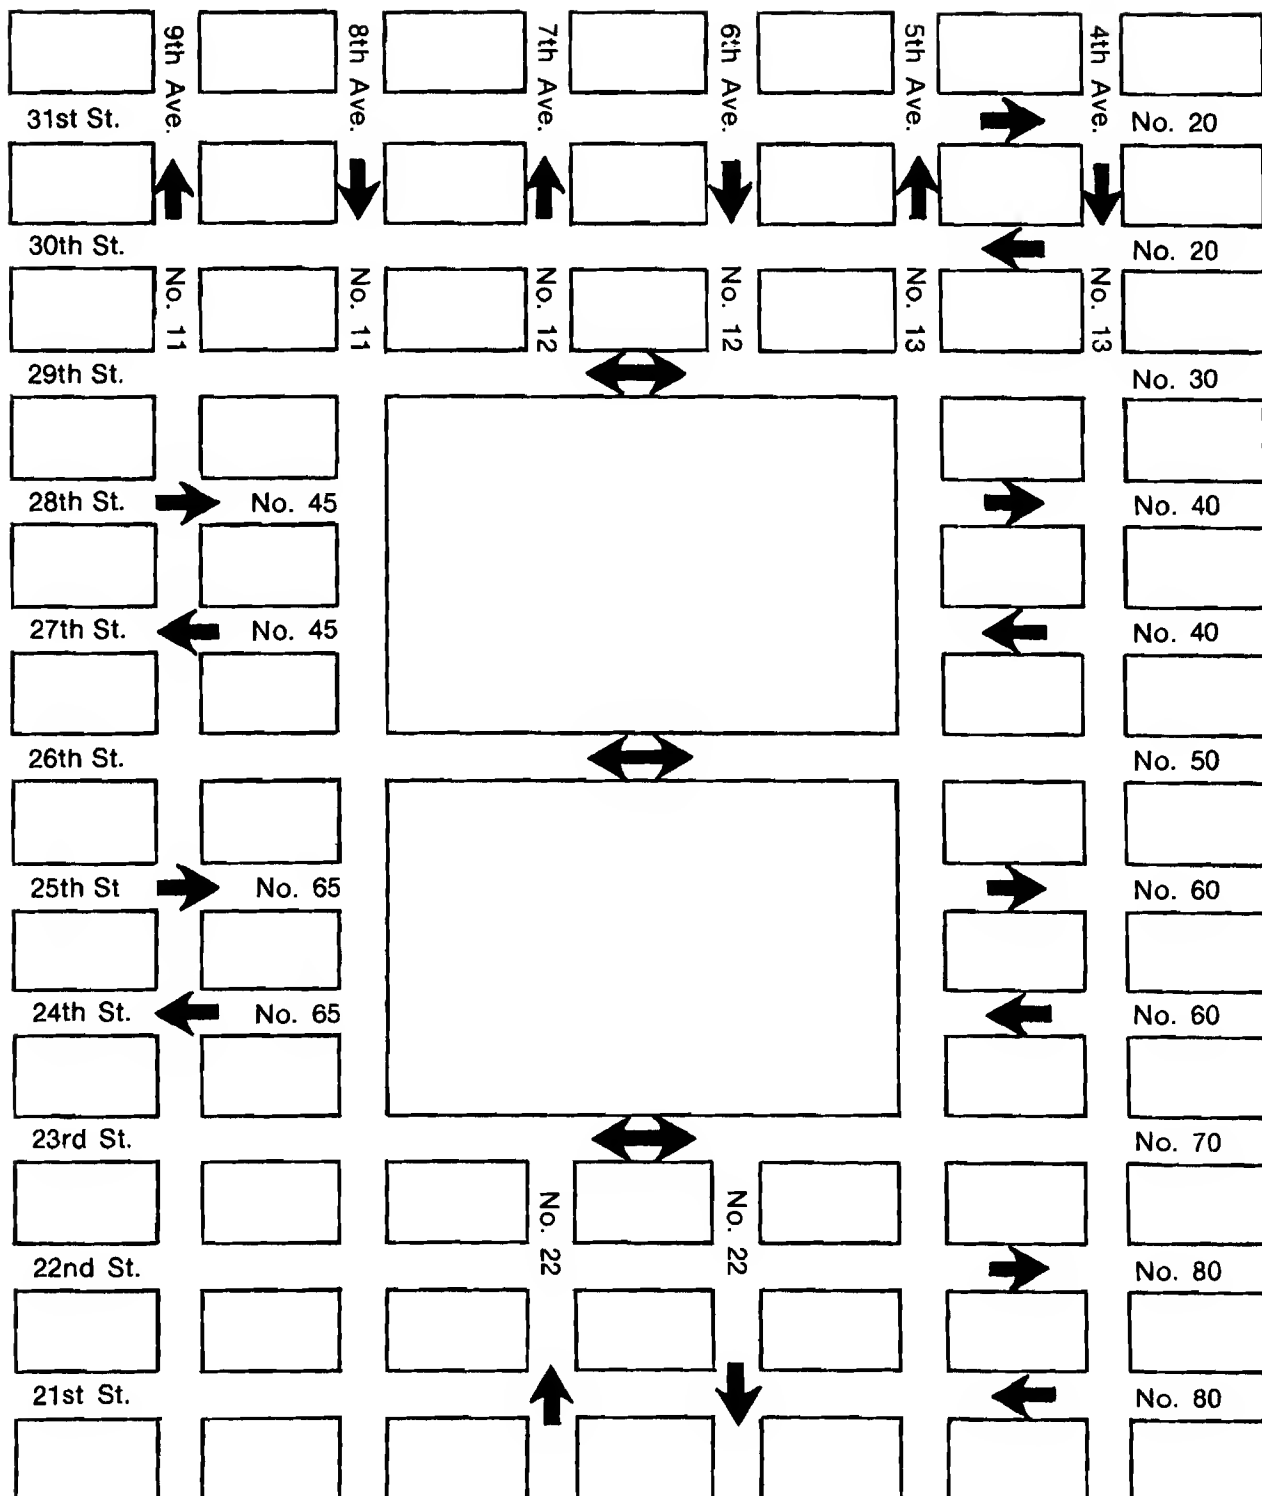 9th Ave.
8th Ave.
7th Ave.
6th Ave.
5th Ave.
4th Ave.
31st St.
No. 20
30th St.
No. 20
No. 11
No. 11
No. 12
No. 12
No. 13
No. 13
29th St.
No. 30
28th St.
No. 45
No. 40
27th St.
No. 45
No. 40
26th St.
No. 50
25th St
No. 65
No. 60
24th St.
No. 65
No. 60
23rd St.
No. 70
No. 22
No. 22
22nd St.
No. 80
21st St.
No. 80